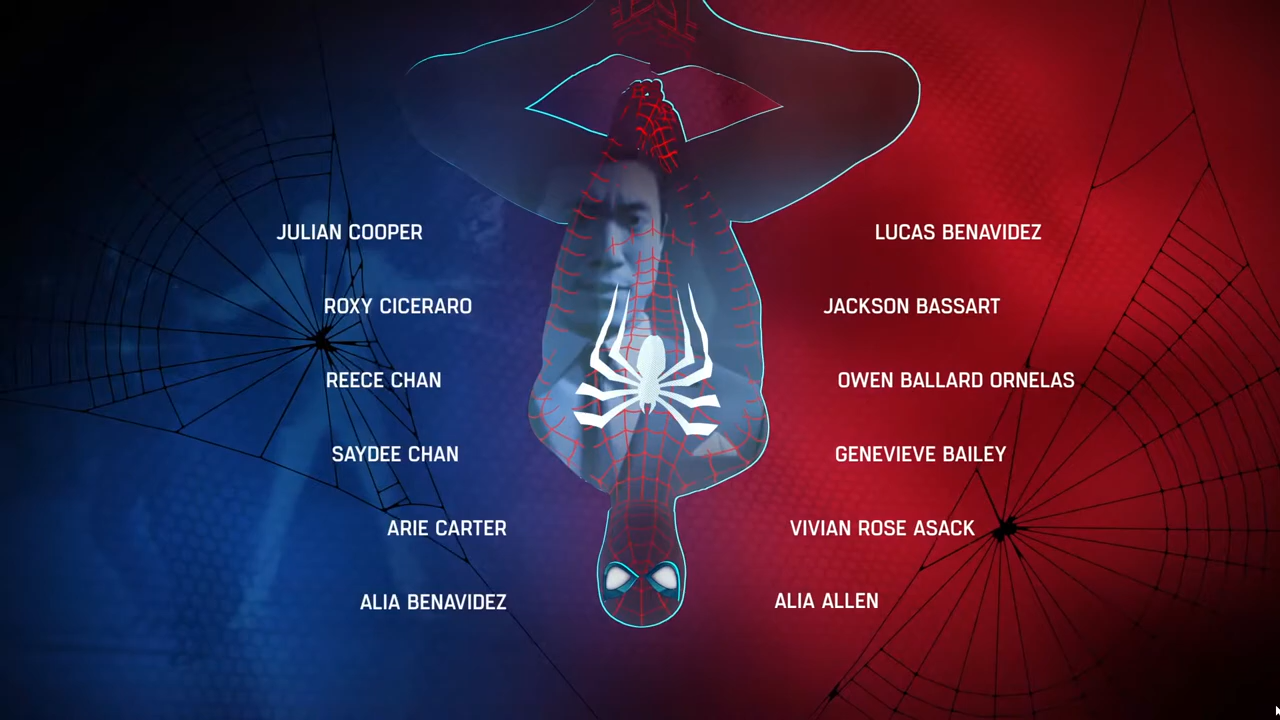 JULIAN COOPER
ROXY CICERARO
REECE CHAN
SAYDEE CHAN
ARIE CARTER
ALIA BENAVIDEZ
LUCAS BENAVIDEZ
JACKSON BASSART
OWEN BALLARD ORNELAS
GENEVIEVE BAILEY
VIVIAN ROSE ASACK
ALIA ALLEN